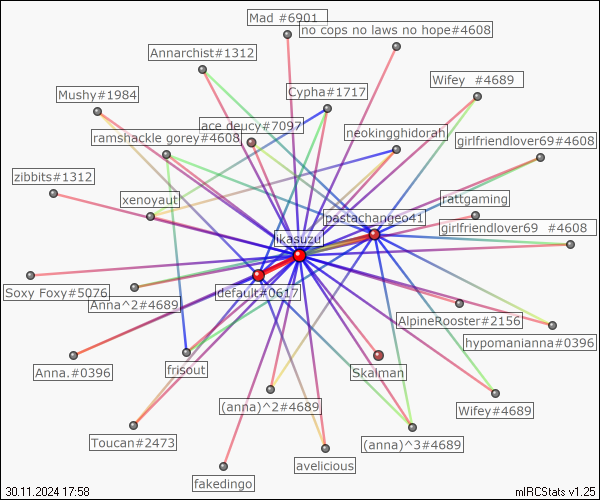 Mad #6901
no cops no laws no hope#4608
Annarchist#1312
Wifey  #4689
Cypha#1717
Mushy#1984
ace deucy#7097
neokingghidorah
ramshackle gorey#4608
girlfriendlover69#4608
zibbits#1312
xenoyaut
rattgaming
pastachangeo41
girlfriendlover69  #4608
ikasuzu
Soxy Foxy#5076
default#0617
Anna^2#4689
AlpineRooster#2156
hypomanianna#0396
Anna.#0396
frisout
Skalman
(anna)^2#4689
Wifey#4689
Toucan#2473
(anna)^3#4689
avelicious
fakedingo
30.11.2024 17:58
mIRCStats v1.25